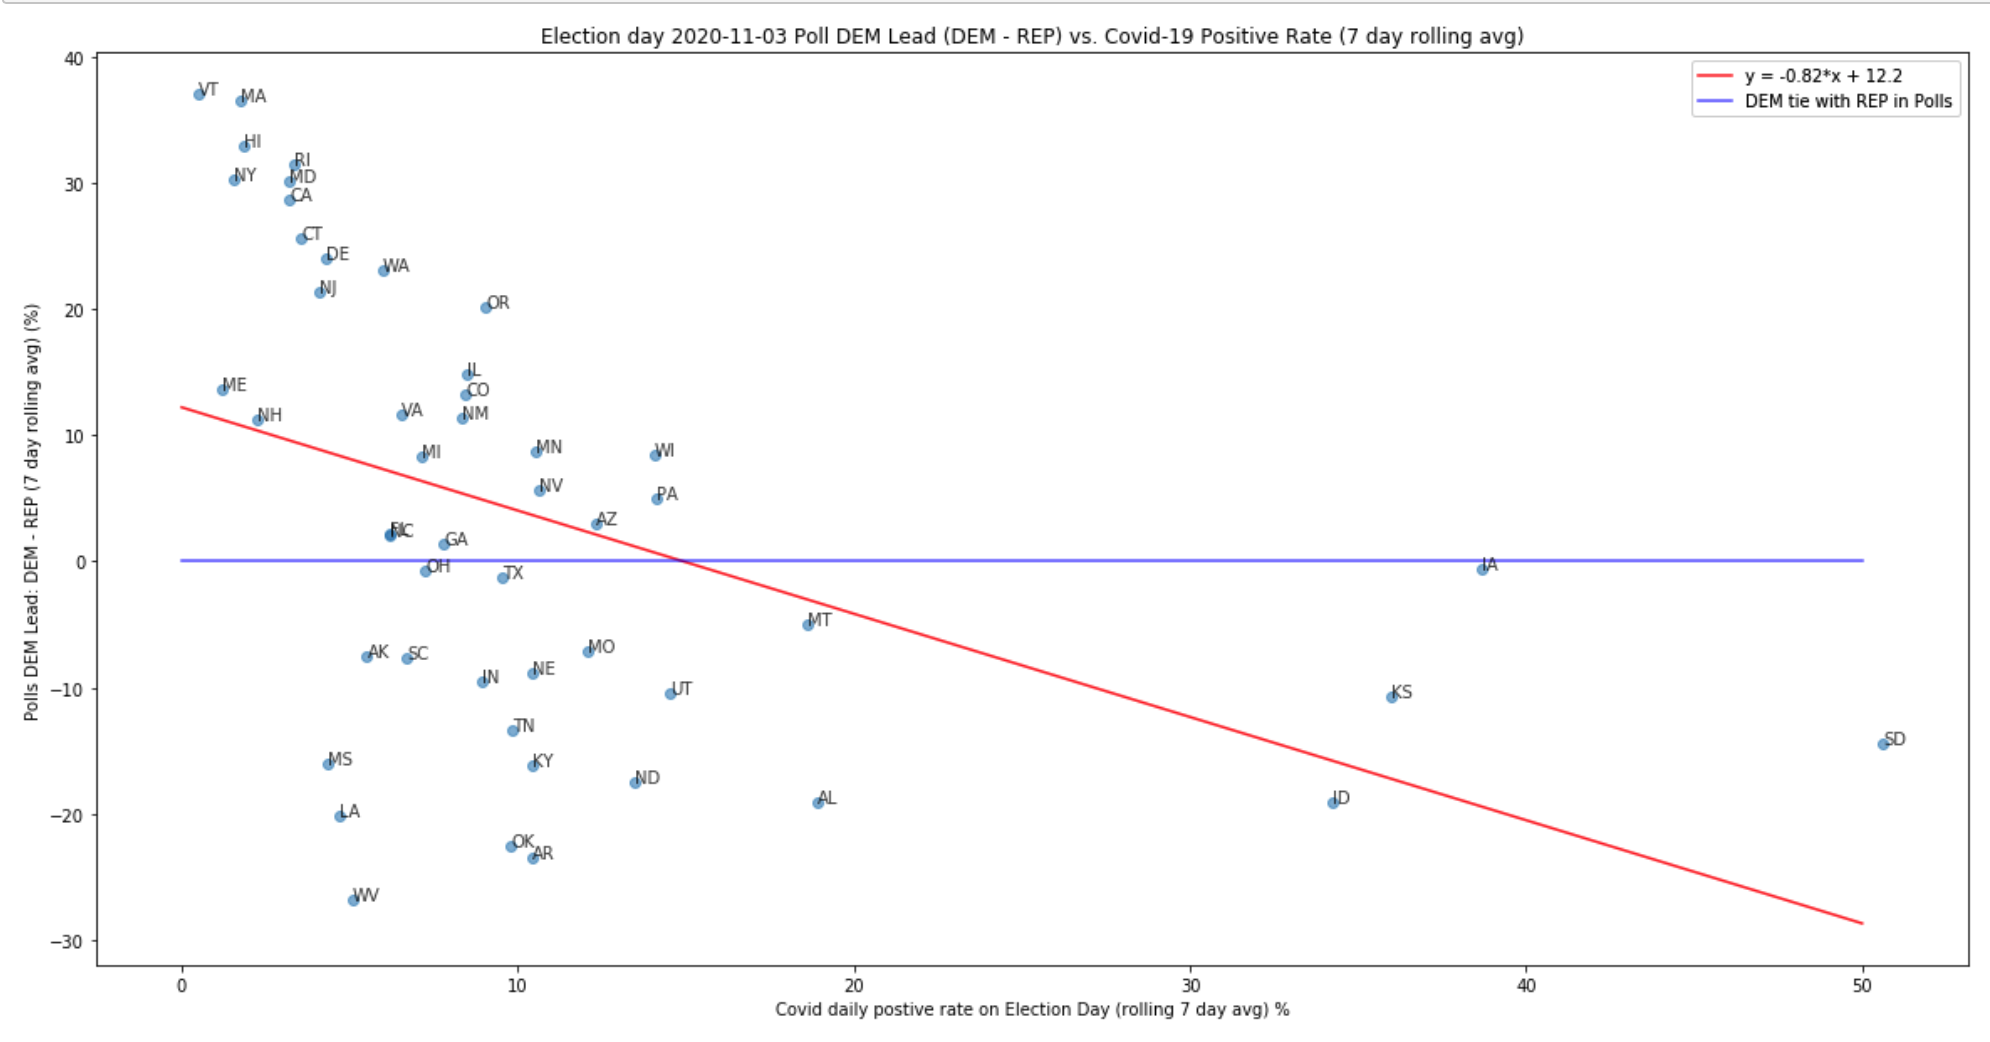 Election day 2020-11-03 Poll DEM Lead (DEM - REP) vs. Covid-19 Positive Rate (7 day rolling avg)
y = -0.82*x + 12.2
DEM tie with REP in Polls
Polls DEM Lead: DEM - REP (7 day rolling avg) (%)
40
30
20
10
0
−10
−20
−30
VT
MA
HI
RI
NY
MD
CA
CT
DE
WA
NJ
OR
IL
ME
CO
NH
VA
NM
MI
MN
WI
NV
PA
AZ
GA
OH
TX
IA
MT
AK
SC
MO
IN
NE
UT
KS
TN
SD
MS
KY
ND
LA
AL
ID
OK
AR
WV
0
10
20
30
40
50
Covid daily postive rate on Election Day (rolling 7 day avg) %